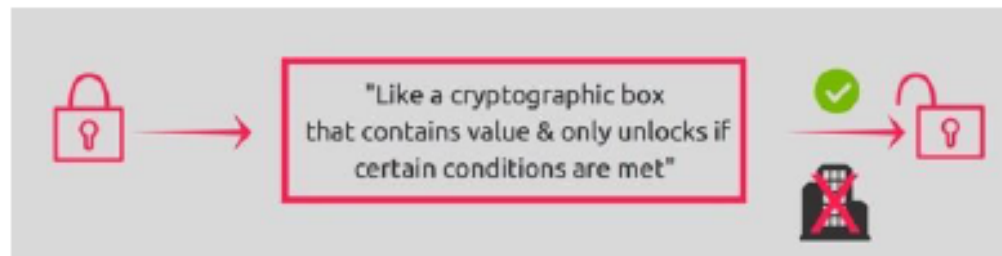 "Like a cryptographic box
that contains value & only unlocks if
certain conditions are met"